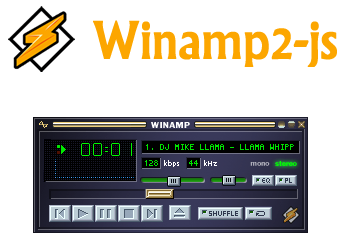 Winamp2-js
WINAMP
00:01
1. DJ MIKE LLAMA - LLAMA WHIPP
128 kbps 44 kHz mono stereo
EQ PL
SHUFFLE